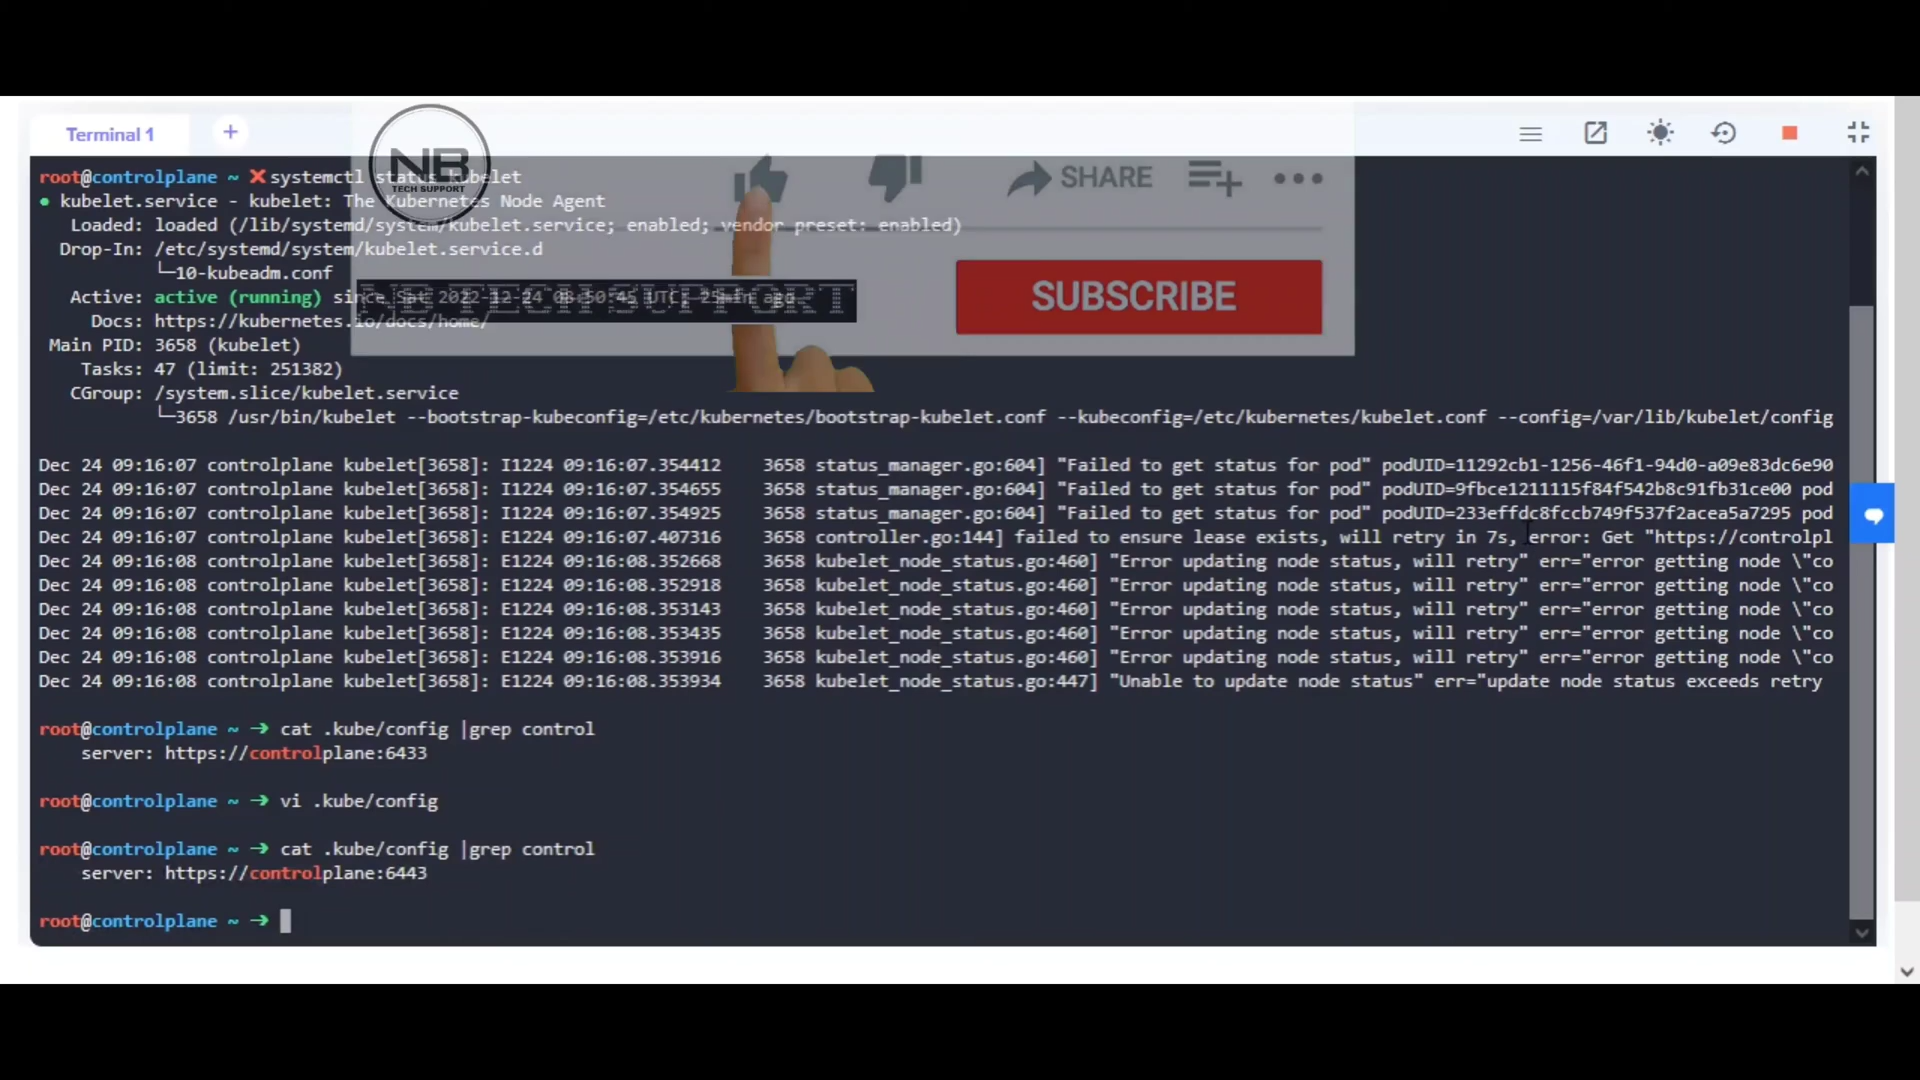 Terminal 1 +
NB
TECH SUPPORT
SHARE
SUBSCRIBE
NB TECH SUPPORT
root@controlplane ~ ✖ systemctl status kubelet
● kubelet.service - kubelet: The Kubernetes Node Agent
Loaded: loaded (/lib/systemd/system/kubelet.service; enabled; vendor preset: enabled)
Drop-In: /etc/systemd/system/kubelet.service.d
└─10-kubeadm.conf
Active: active (running) since Sat 2022-12-24 08:50:45 UTC; 25min ago
Docs: https://kubernetes.io/docs/home/
Main PID: 3658 (kubelet)
Tasks: 47 (limit: 251382)
CGroup: /system.slice/kubelet.service
└─3658 /usr/bin/kubelet --bootstrap-kubeconfig=/etc/kubernetes/bootstrap-kubelet.conf --kubeconfig=/etc/kubernetes/kubelet.conf --config=/var/lib/kubelet/config
Dec 24 09:16:07 controlplane kubelet[3658]: I1224 09:16:07.354412 3658 status_manager.go:604] "Failed to get status for pod" podUID=11292cb1-1256-46f1-94d0-a09e83dc6e90
Dec 24 09:16:07 controlplane kubelet[3658]: I1224 09:16:07.354655 3658 status_manager.go:604] "Failed to get status for pod" podUID=9fbce1211115f84f542b8c91fb31ce00 pod
Dec 24 09:16:07 controlplane kubelet[3658]: I1224 09:16:07.354925 3658 status_manager.go:604] "Failed to get status for pod" podUID=233effdc8fccb749f537f2acea5a7295 pod
Dec 24 09:16:07 controlplane kubelet[3658]: E1224 09:16:07.407316 3658 controller.go:144] failed to ensure lease exists, will retry in 7s, error: Get "https://controlpl
Dec 24 09:16:08 controlplane kubelet[3658]: E1224 09:16:08.352668 3658 kubelet_node_status.go:460] "Error updating node status, will retry" err="error getting node \"co
Dec 24 09:16:08 controlplane kubelet[3658]: E1224 09:16:08.352918 3658 kubelet_node_status.go:460] "Error updating node status, will retry" err="error getting node \"co
Dec 24 09:16:08 controlplane kubelet[3658]: E1224 09:16:08.353143 3658 kubelet_node_status.go:460] "Error updating node status, will retry" err="error getting node \"co
Dec 24 09:16:08 controlplane kubelet[3658]: E1224 09:16:08.353435 3658 kubelet_node_status.go:460] "Error updating node status, will retry" err="error getting node \"co
Dec 24 09:16:08 controlplane kubelet[3658]: E1224 09:16:08.353916 3658 kubelet_node_status.go:460] "Error updating node status, will retry" err="error getting node \"co
Dec 24 09:16:08 controlplane kubelet[3658]: E1224 09:16:08.353934 3658 kubelet_node_status.go:447] "Unable to update node status" err="update node status exceeds retry
root@controlplane ~ ➜ cat .kube/config |grep control
server: https://controlplane:6433
root@controlplane ~ ➜ vi .kube/config
root@controlplane ~ ➜ cat .kube/config |grep control
server: https://controlplane:6443
root@controlplane ~ ➜